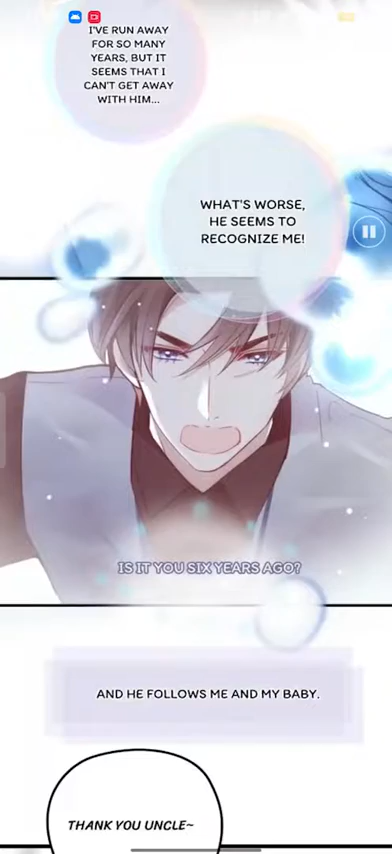 I'VE RUN AWAY
FOR SO MANY
YEARS, BUT IT
SEEMS THAT I
CAN'T GET AWAY
WITH HIM...
WHAT'S WORSE,
HE SEEMS TO
RECOGNIZE ME!
IS IT YOU SIX YEARS AGO?
AND HE FOLLOWS ME AND MY BABY.
THANK YOU UNCLE~